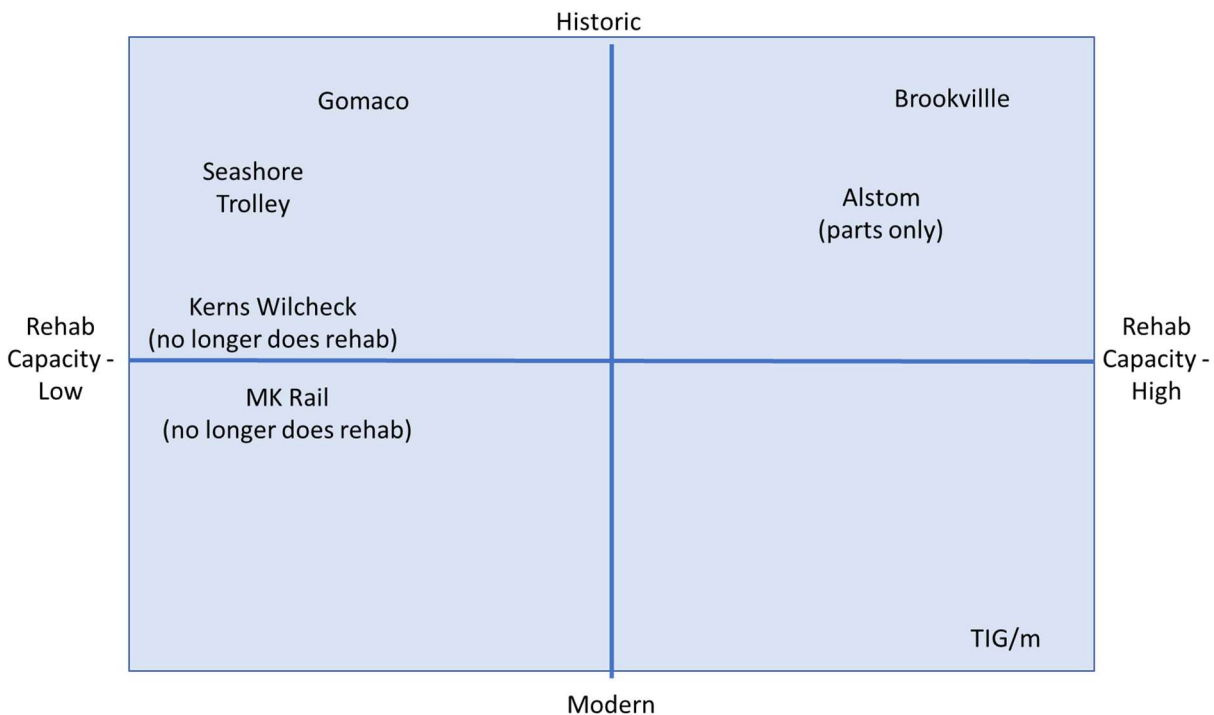 Historic
Gomaco
Brookvillle
Seashore
Trolley
Alstom
(parts only)
Kerns Wilcheck
(no longer does rehab)
Rehab
Capacity -
Low
Rehab
Capacity -
High
MK Rail
(no longer does rehab)
TIG/m
Modern